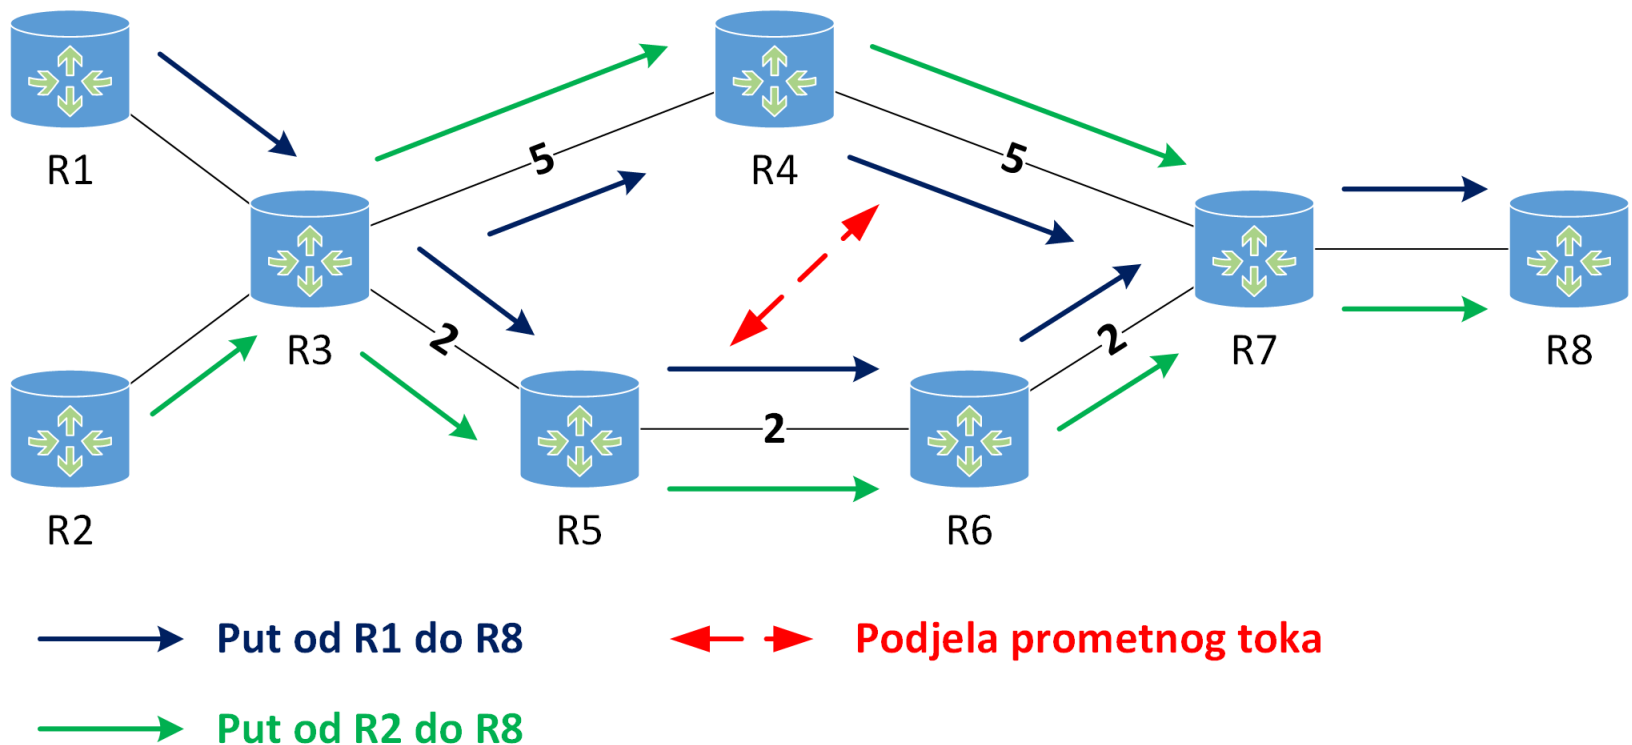 R1
R2
R3
R4
R5
R6
R7
R8
5
5
2
2
2
Put od R1 do R8
Podjela prometnog toka
Put od R2 do R8